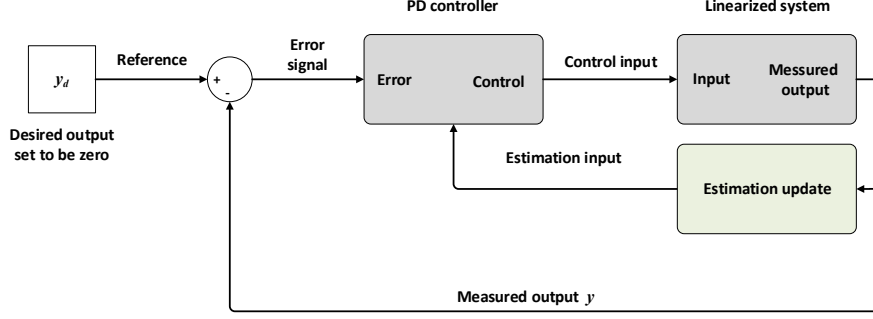 PD controller
Linearized system
Reference
Error
signal
Control input
y_d
+
-
Error
Control
Input
Messured
output
Desired output
set to be zero
Estimation input
Estimation update
Measured output y